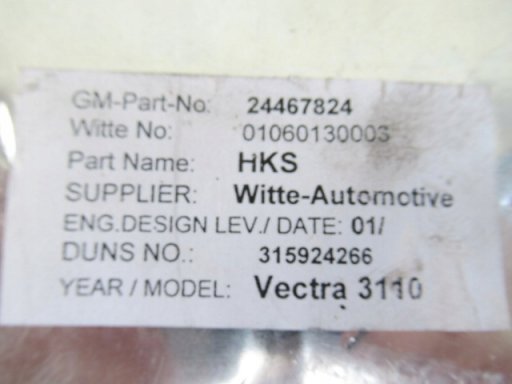 GM-Part-No: 24467824
Witte No: 01060130003
Part Name: HKS
SUPPLIER: Witte-Automotive
ENG.DESIGN LEV./ DATE: 01/
DUNS NO.: 315924266
YEAR / MODEL: Vectra 3110